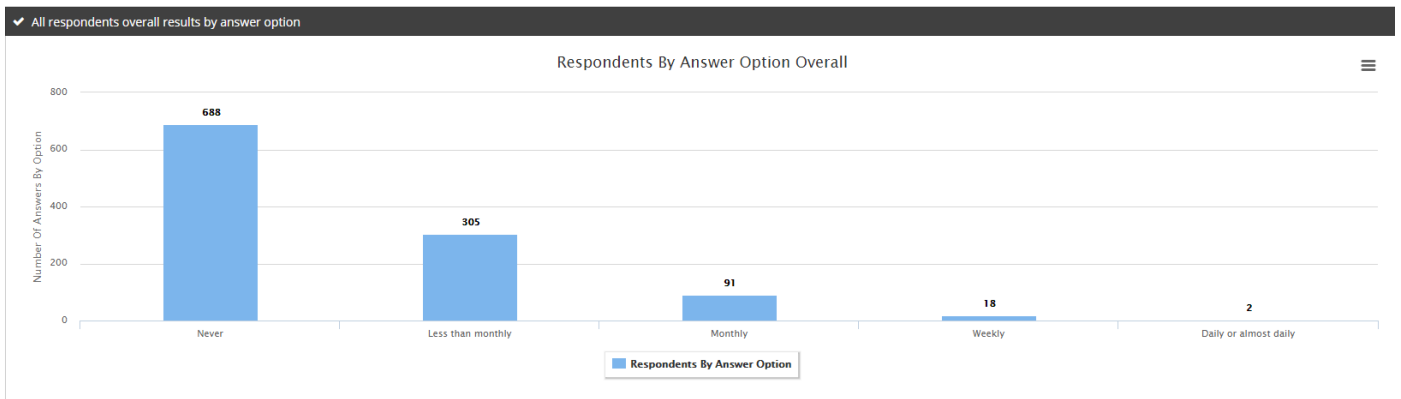 ✔ All respondents overall results by answer option
Respondents By Answer Option Overall
Number Of Answers By Option
800
600
400
200
0
688
305
91
18
2
Never
Less than monthly
Monthly
Weekly
Daily or almost daily
Respondents By Answer Option